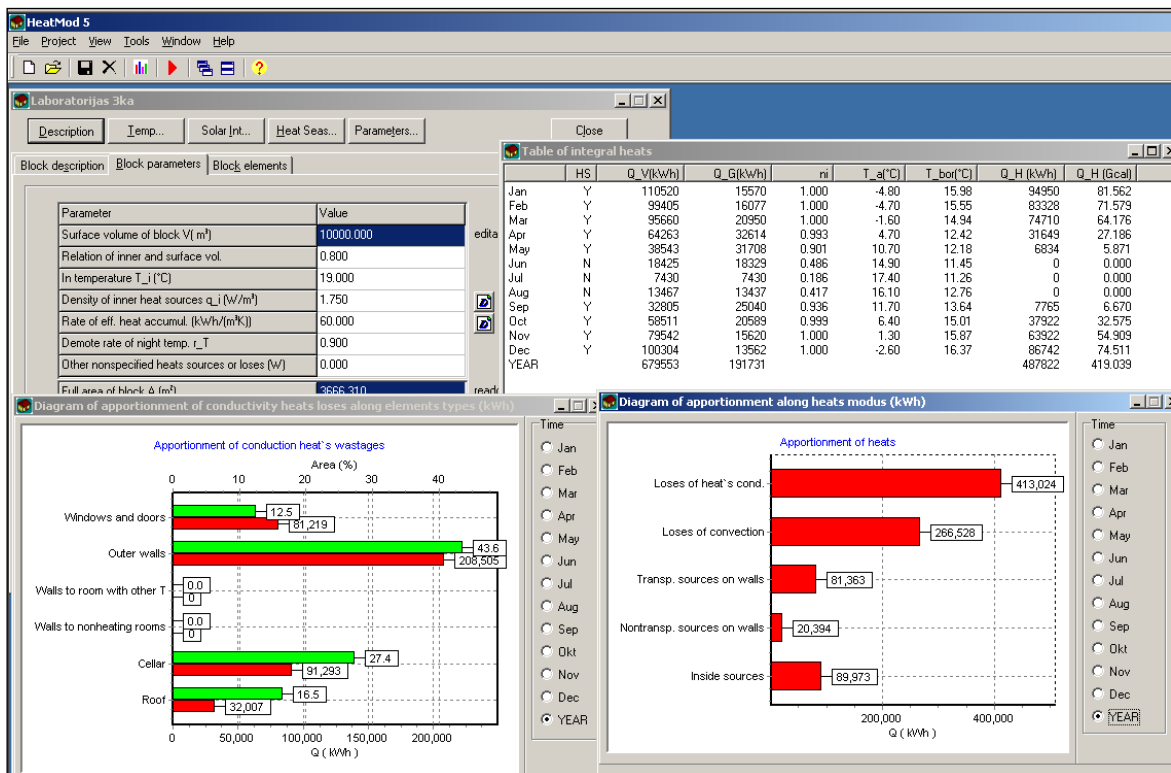 HeatMod 5
File Project View Tools Window Help
Laboratorijas 3ka
Description Temp... Solar Int... Heat Seas... Parameters... Close
Block description Block parameters Block elements
Parameter Value
Surface volume of block V( m³) 10000.000
Relation of inner and surface vol. 0.800
In temperature T_i (°C) 19.000
Density of inner heat sources q_i (W/m³) 1.750
Rate of eff. heat accumul. (kWh/(m³K)) 60.000
Demote rate of night temp. r_T 0.900
Other nonspecified heats sources or loses (W) 0.000
Full area of block A (m²) 3666.310
edita
reado
Table of integral heats
HS Q_V(kWh) Q_G(kWh) ni T_a(°C) T_bor(°C) Q_H (kWh) Q_H (Gcal)
Jan Y 110520 15570 1.000 -4.80 15.98 94950 81.562
Feb Y 99405 16077 1.000 -4.70 15.55 83328 71.579
Mar Y 95660 20950 1.000 -1.60 14.94 74710 64.176
Apr Y 64263 32614 0.993 4.70 12.42 31649 27.186
May Y 38543 31708 0.901 10.70 12.18 6834 5.871
Jun N 18425 18329 0.486 14.90 11.45 0 0.000
Jul N 7430 7430 0.186 17.40 11.26 0 0.000
Aug N 13467 13437 0.417 16.10 12.76 0 0.000
Sep Y 32805 25040 0.936 11.70 13.64 7765 6.670
Oct Y 58511 20589 0.999 6.40 15.01 37922 32.575
Nov Y 79542 15620 1.000 1.30 15.87 63922 54.909
Dec Y 100304 13562 1.000 -2.60 16.37 86742 74.511
YEAR 679553 191731 487822 419.039
Diagram of apportionment of conductivity heats loses along elements types (kWh)
Apportionment of conduction heat`s wastages
Area (%)
0 10 20 30 40
Windows and doors 12.5
81,219
Outer walls 43.6
208,505
Walls to room with other T 0.0
0
Walls to nonheating rooms 0.0
0
Cellar 27.4
91,293
Roof 16.5
32,007
0 50,000 100,000 150,000 200,000
Q ( kWh )
Time
Jan
Feb
Mar
Apr
May
Jun
Jul
Aug
Sep
Okt
Nov
Dec
YEAR
Diagram of apportionment along heats modus (kWh)
Apportionment of heats
Loses of heat`s cond. 413,024
Loses of convection 266,528
Transp. sources on walls 81,363
Nontransp. sources on walls 20,394
Inside sources 89,973
200,000 400,000
Q ( kWh )
Time
Jan
Feb
Mar
Apr
May
Jun
Jul
Aug
Sep
Okt
Nov
Dec
YEAR